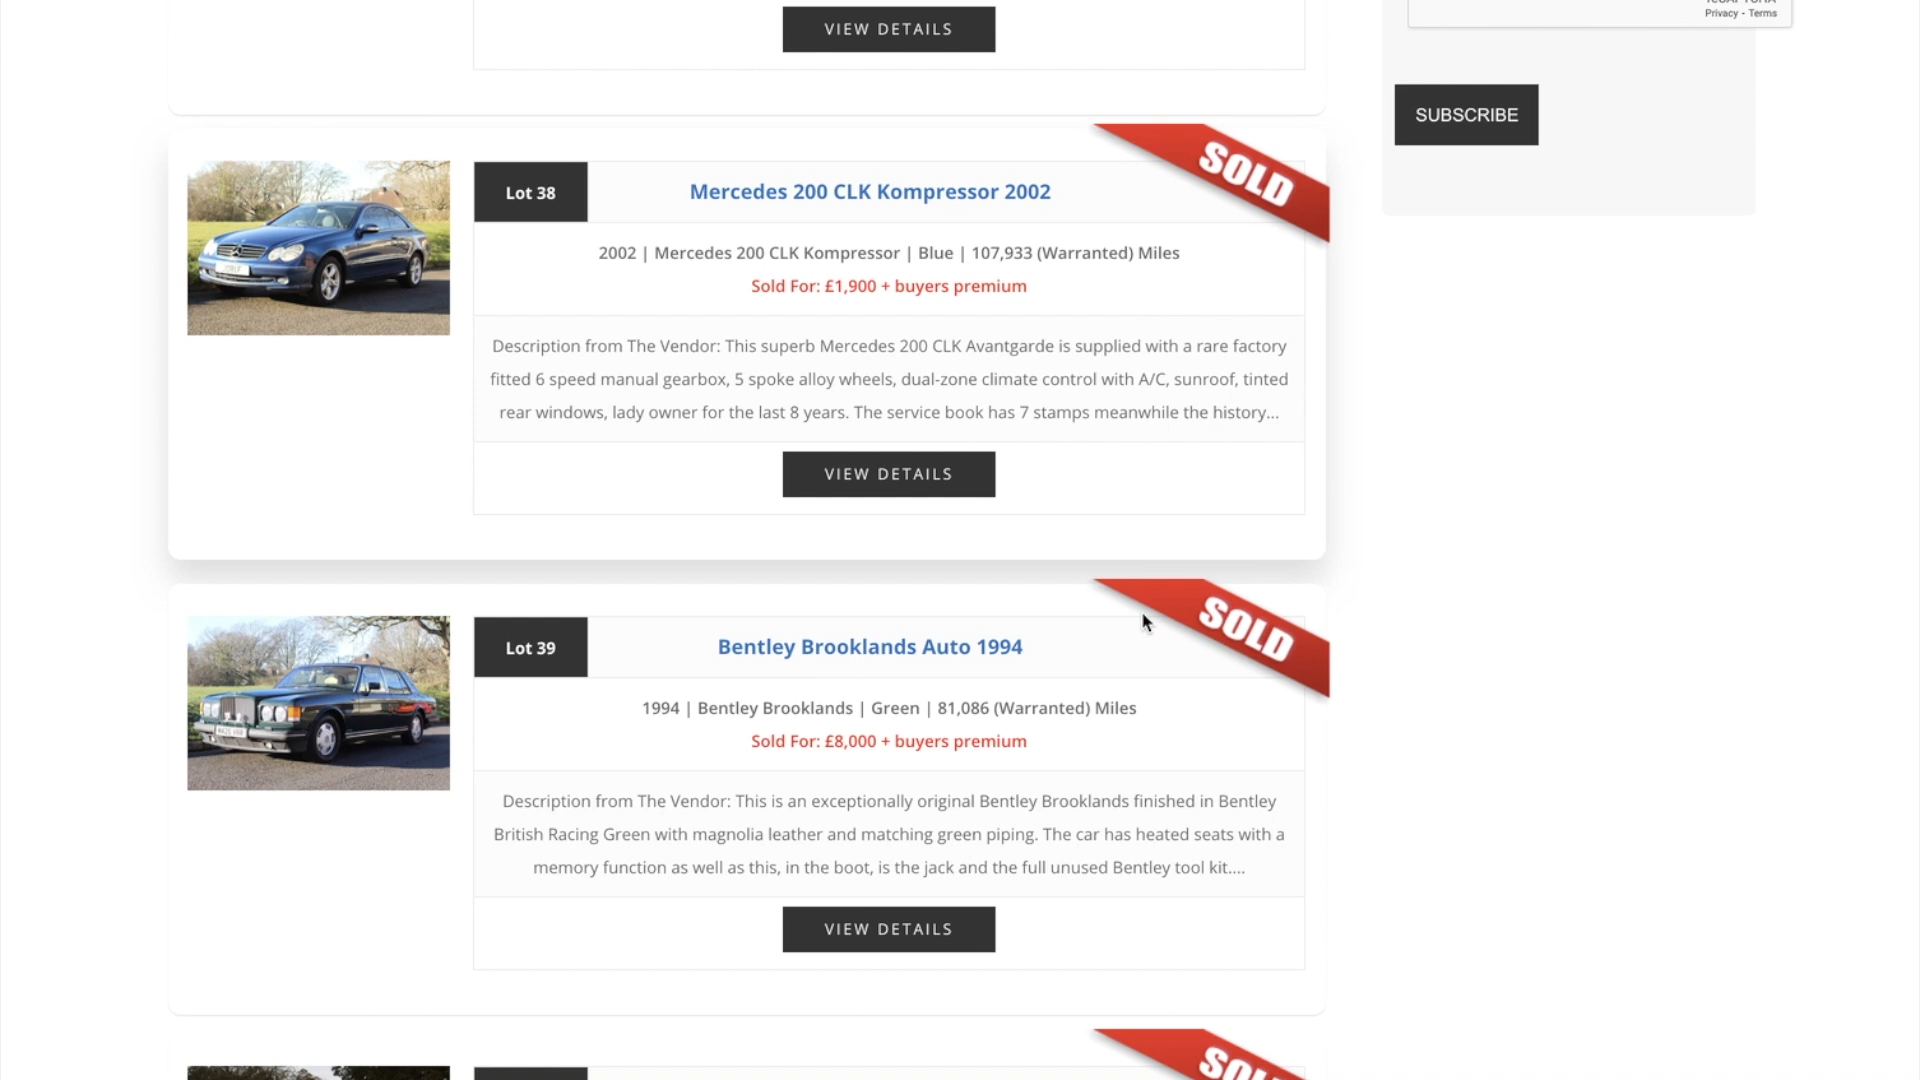 reCAPTCHA
Privacy - Terms
VIEW DETAILS
SUBSCRIBE
SOLD
Lot 38
Mercedes 200 CLK Kompressor 2002
2002 | Mercedes 200 CLK Kompressor | Blue | 107,933 (Warranted) Miles
Sold For: £1,900 + buyers premium
Description from The Vendor: This superb Mercedes 200 CLK Avantgarde is supplied with a rare factory
fitted 6 speed manual gearbox, 5 spoke alloy wheels, dual-zone climate control with A/C, sunroof, tinted
rear windows, lady owner for the last 8 years. The service book has 7 stamps meanwhile the history...
VIEW DETAILS
SOLD
Lot 39
Bentley Brooklands Auto 1994
1994 | Bentley Brooklands | Green | 81,086 (Warranted) Miles
Sold For: £8,000 + buyers premium
Description from The Vendor: This is an exceptionally original Bentley Brooklands finished in Bentley
British Racing Green with magnolia leather and matching green piping. The car has heated seats with a
memory function as well as this, in the boot, is the jack and the full unused Bentley tool kit....
VIEW DETAILS
SOLD